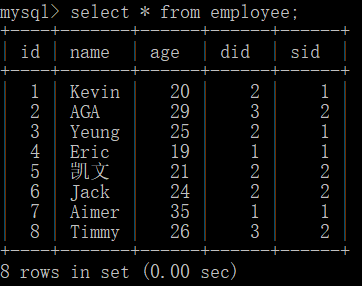 mysql> select * from employee;
+----+-------+------+------+------+
| id | name | age | did | sid |
+----+-------+------+------+------+
| 1 | Kevin | 20 | 2 | 1 |
| 2 | AGA | 29 | 3 | 2 |
| 3 | Yeung | 25 | 2 | 1 |
| 4 | Eric | 19 | 1 | 1 |
| 5 | 凯文 | 21 | 2 | 2 |
| 6 | Jack | 24 | 2 | 2 |
| 7 | Aimer | 35 | 1 | 1 |
| 8 | Timmy | 26 | 3 | 2 |
+----+-------+------+------+------+
8 rows in set (0.00 sec)